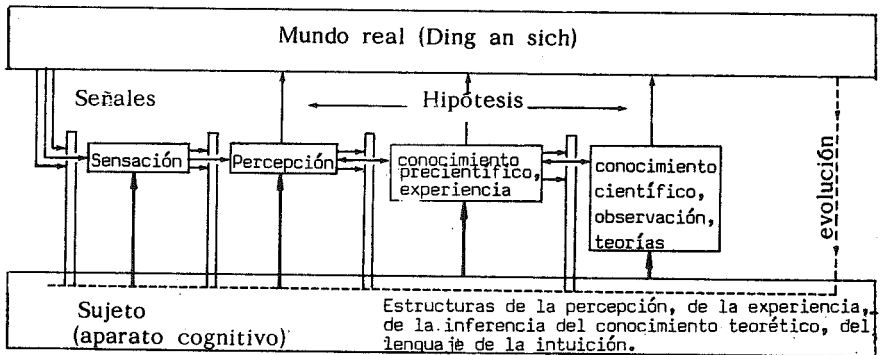 Mundo real (Ding an sich)
Señales
Hipótesis
Sensación
Percepción
conocimiento
precientífico,
experiencia
conocimiento
científico,
observación,
teorías
evolución
Sujeto
(aparato cognitivo)
Estructuras de la percepción, de la experiencia,
de la inferencia del conocimiento teorético, del
lenguaje de la intuición.